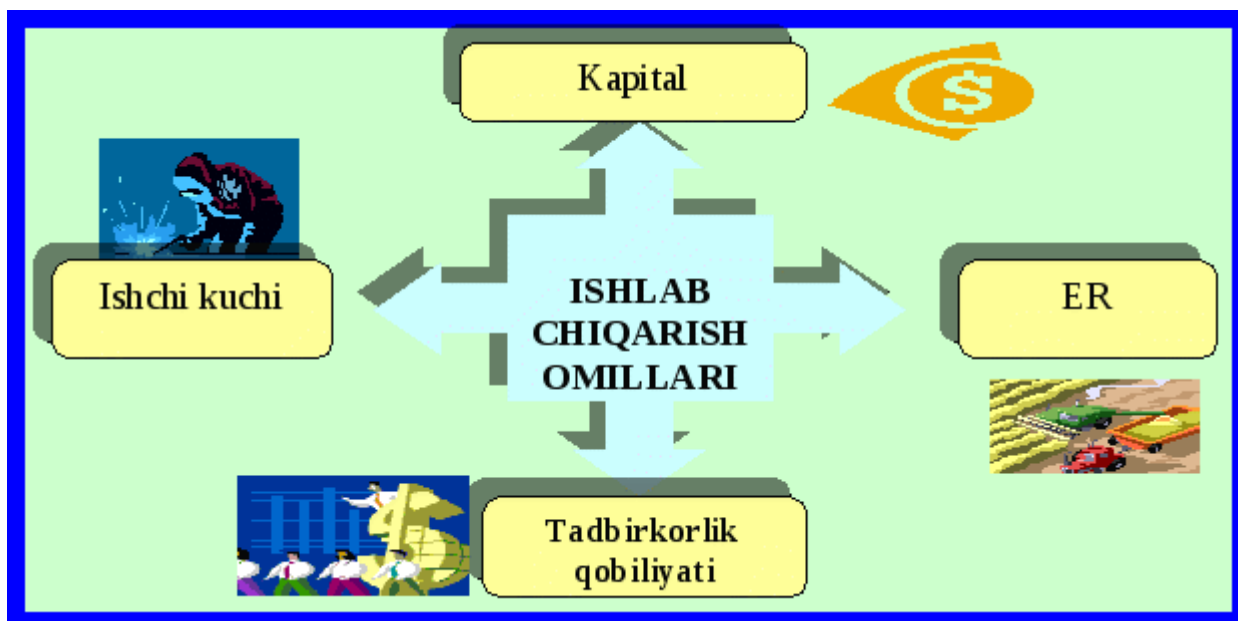 Kapital
Ishchi kuchi
ISHLAB
CHIQARISH
OMILLARI
ER
Tadbirkorlik
qobiliyati